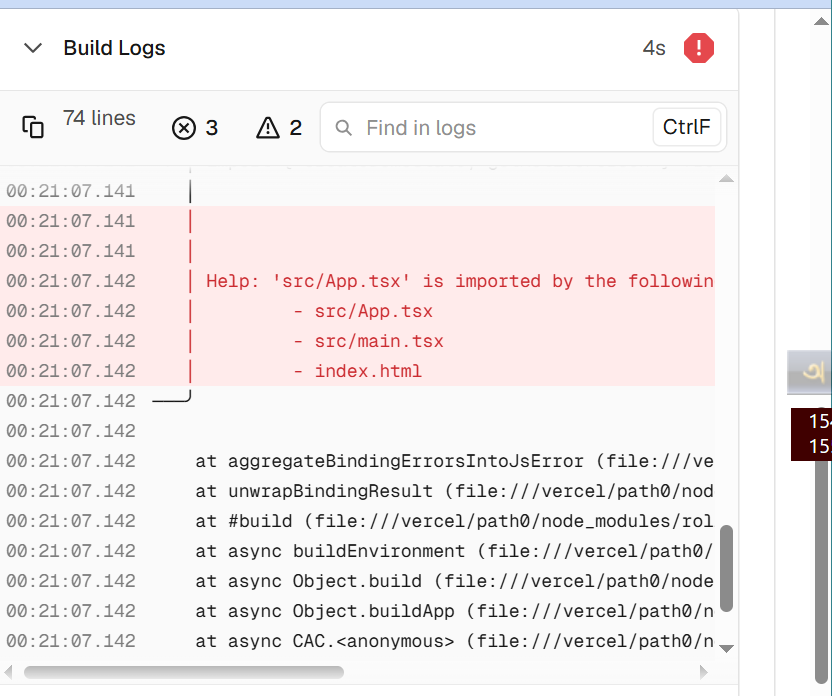 Build Logs 4s
74 lines 3 2 Find in logs CtrlF
00:21:07.141 |
00:21:07.141 |
00:21:07.141 |
00:21:07.142 | Help: 'src/App.tsx' is imported by the followin
00:21:07.142 | - src/App.tsx
00:21:07.142 | - src/main.tsx
00:21:07.142 | - index.html
00:21:07.142 ───╯
00:21:07.142
00:21:07.142 at aggregateBindingErrorsIntoJsError (file:///ve
00:21:07.142 at unwrapBindingResult (file:///vercel/path0/nod
00:21:07.142 at #build (file:///vercel/path0/node_modules/rol
00:21:07.142 at async buildEnvironment (file:///vercel/path0/
00:21:07.142 at async Object.build (file:///vercel/path0/node
00:21:07.142 at async Object.buildApp (file:///vercel/path0/n
00:21:07.142 at async CAC.<anonymous> (file:///vercel/path0/n
അ